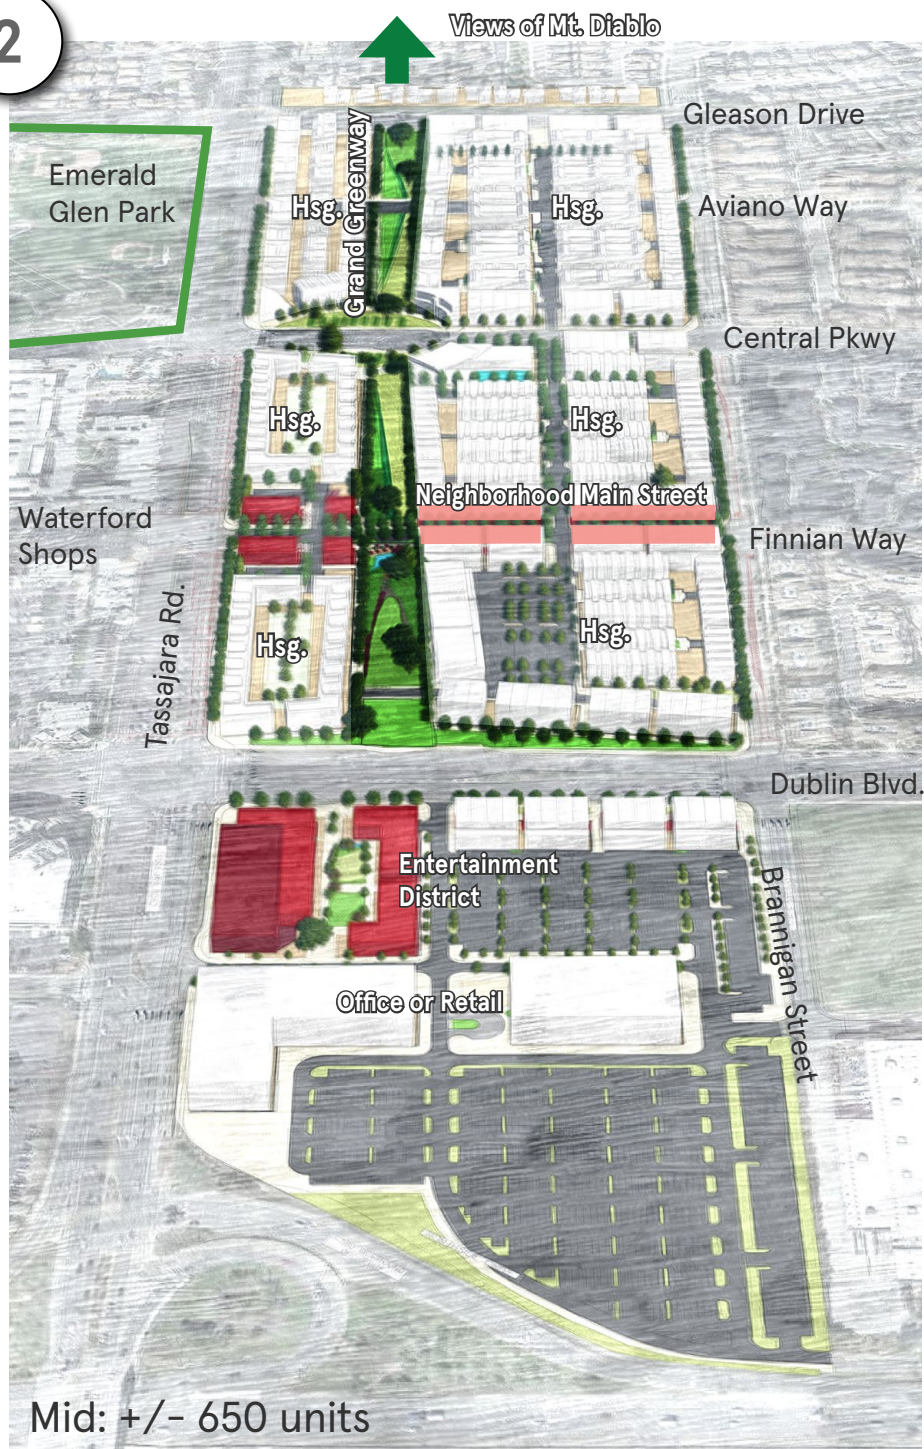 2
Views of Mt. Diablo
Gleason Drive
Emerald
Glen Park
Hsg.
Grand Greenway
Hsg.
Aviano Way
Central Pkwy
Hsg.
Hsg.
Neighborhood Main Street
Waterford
Shops
Finnian Way
Tassajara Rd.
Hsg.
Hsg.
Dublin Blvd.
Entertainment
District
Brannigan Street
Office or Retail
Mid: +/- 650 units